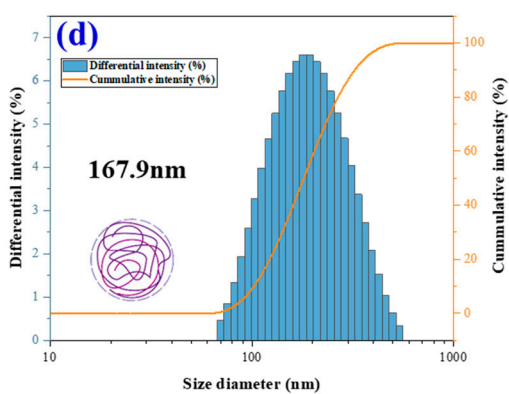 (d)
Differential intensity (%)
Cummulative intensity (%)
167.9nm
7
6
5
4
3
2
1
0
100
80
60
40
20
0
10
100
1000
Differential intensity (%)
Cummulative intensity (%)
Size diameter (nm)